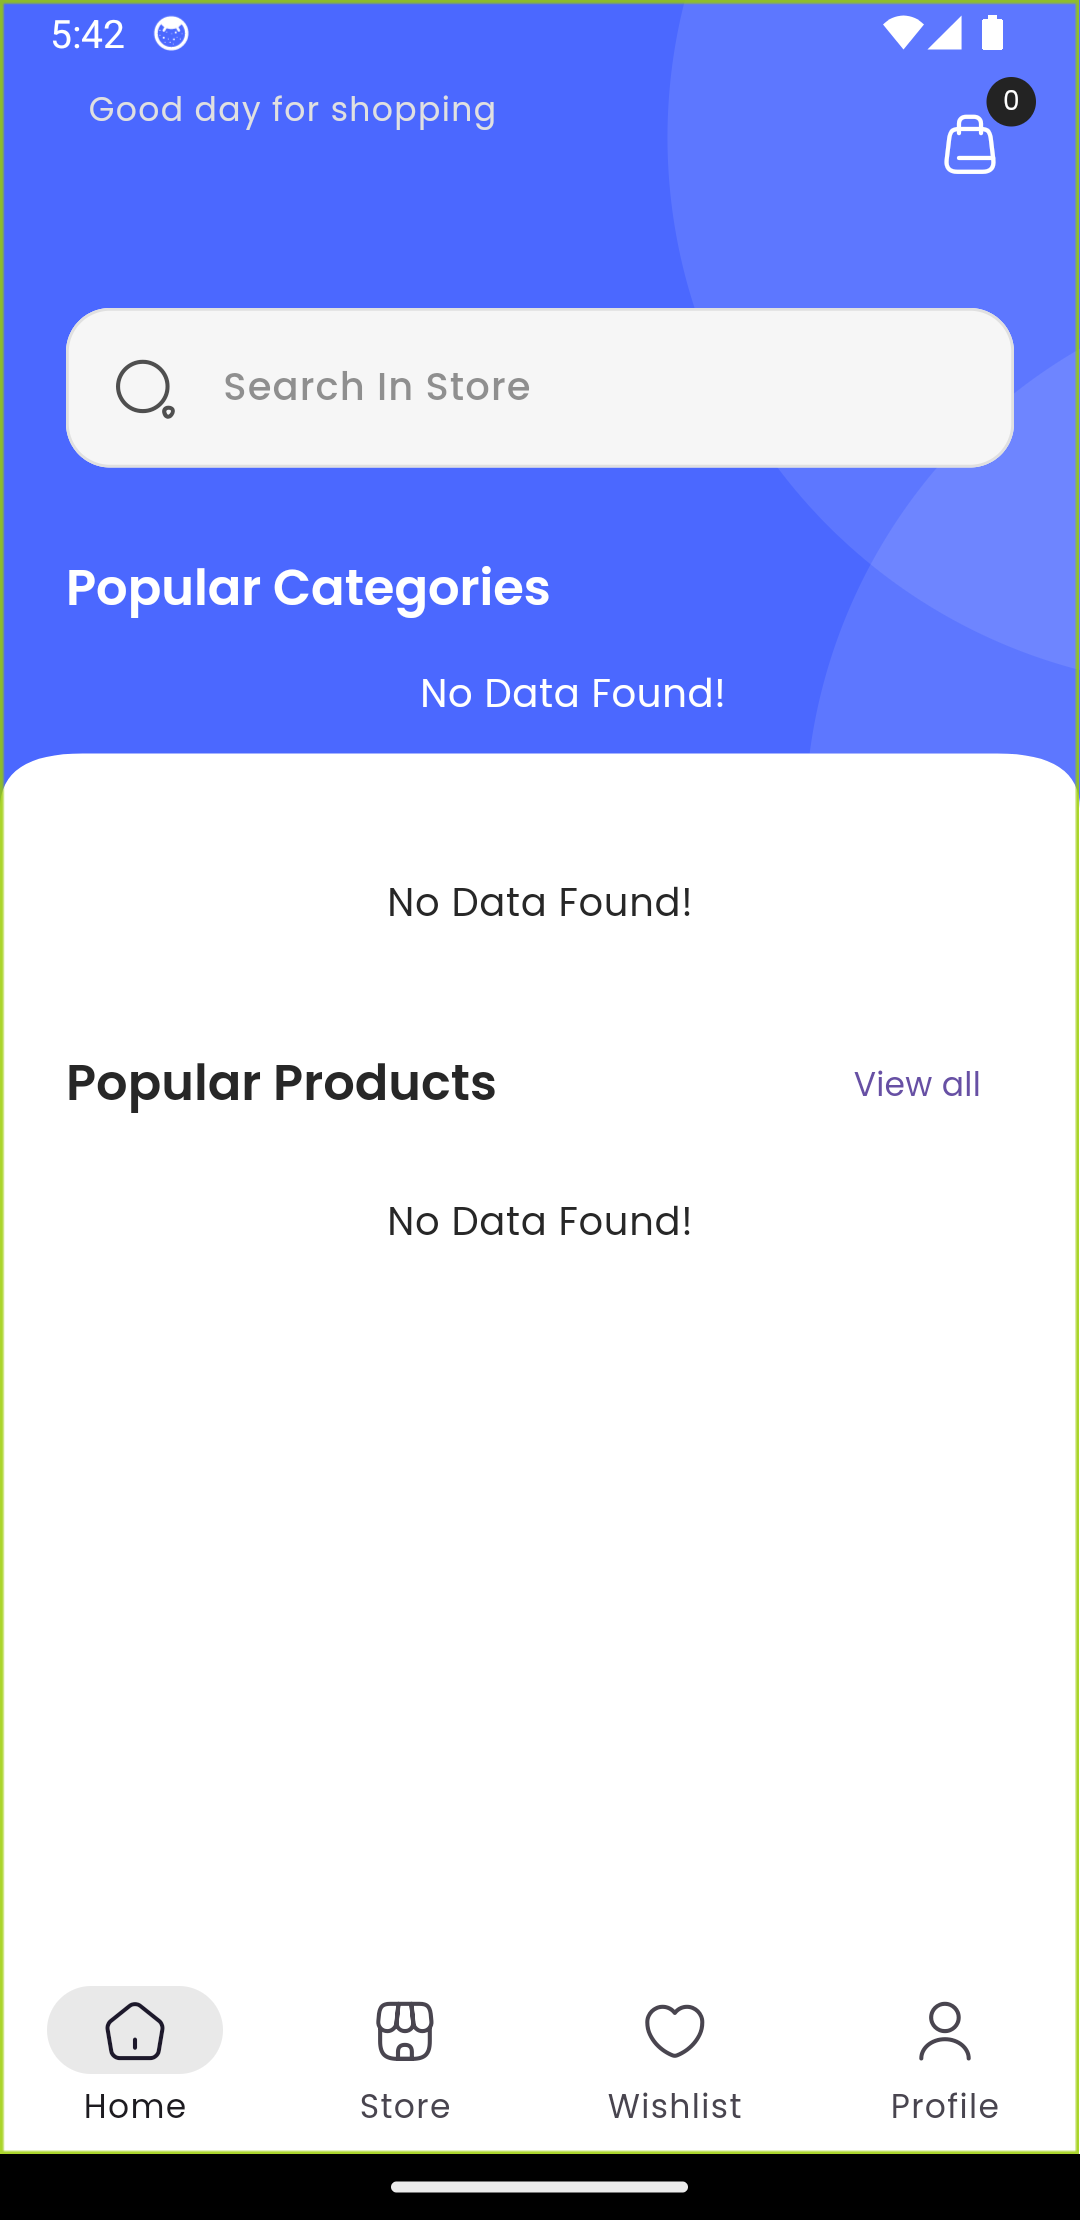 5:42
Good day for shopping
0
Search In Store
Popular Categories
No Data Found!
No Data Found!
Popular Products
View all
No Data Found!
Home
Store
Wishlist
Profile